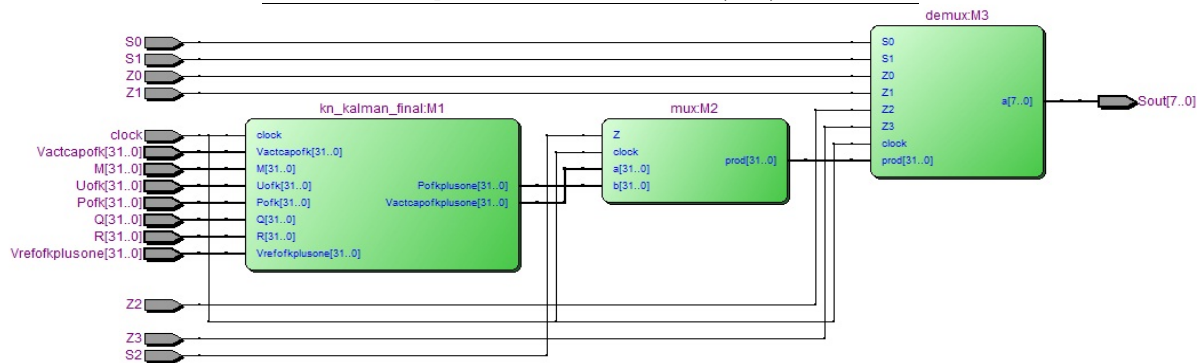 demux:M3
S0
S1
Z0
Z1
S0
S1
Z0
Z1
Z2
Z3
clock
prod[31..0]
a[7..0]
Sout[7..0]
kn_kalman_final:M1
mux:M2
clock
Vactcapofk[31..0]
M[31..0]
Uofk[31..0]
Pofk[31..0]
Q[31..0]
R[31..0]
Vrefofkplusone[31..0]
clock
Vactcapofk[31..0]
M[31..0]
Uofk[31..0]
Pofk[31..0]
Q[31..0]
R[31..0]
Vrefofkplusone[31..0]
Pofkplusone[31..0]
Vactcapofkplusone[31..0]
Z
clock
a[31..0]
b[31..0]
prod[31..0]
Z2
Z3
S2